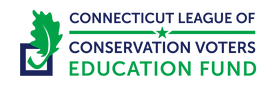 CONNECTICUT LEAGUE OF
CONSERVATION VOTERS
EDUCATION FUND